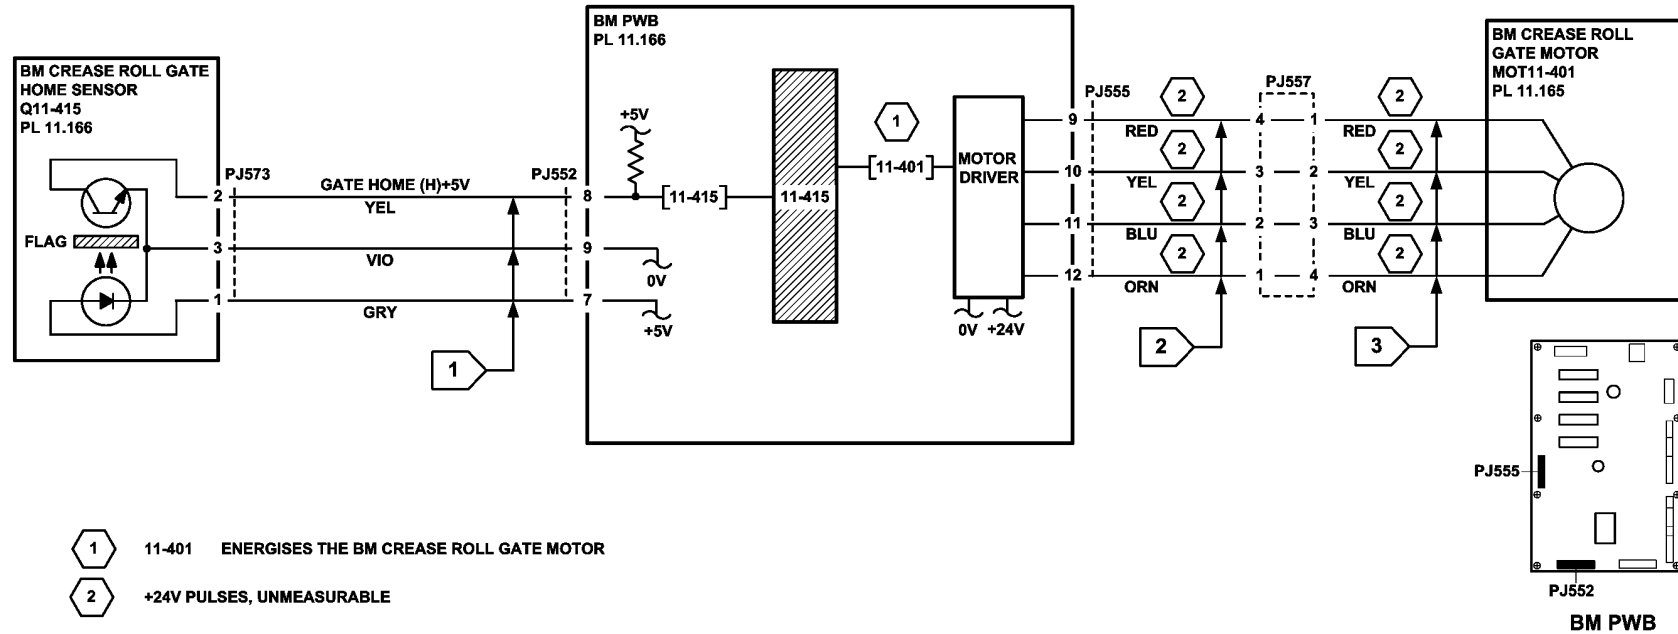 BM CREASE ROLL GATE
HOME SENSOR
Q11-415
PL 11.166
FLAG
2
3
1
PJ573
GATE HOME (H)+5V
YEL
VIO
GRY
1
PJ552
BM PWB
PL 11.166
8
9
7
+5V
0V
+5V
11-415
11-415
1
11-401
MOTOR
DRIVER
0V
+24V
9
10
11
12
PJ555
2
2
2
2
RED
YEL
BLU
ORN
2
PJ557
4
3
2
1
1
2
3
4
2
2
2
2
RED
YEL
BLU
ORN
3
BM CREASE ROLL
GATE MOTOR
MOT11-401
PL 11.165
PJ555
PJ552
BM PWB
1 11-401 ENERGISES THE BM CREASE ROLL GATE MOTOR
2 +24V PULSES, UNMEASURABLE